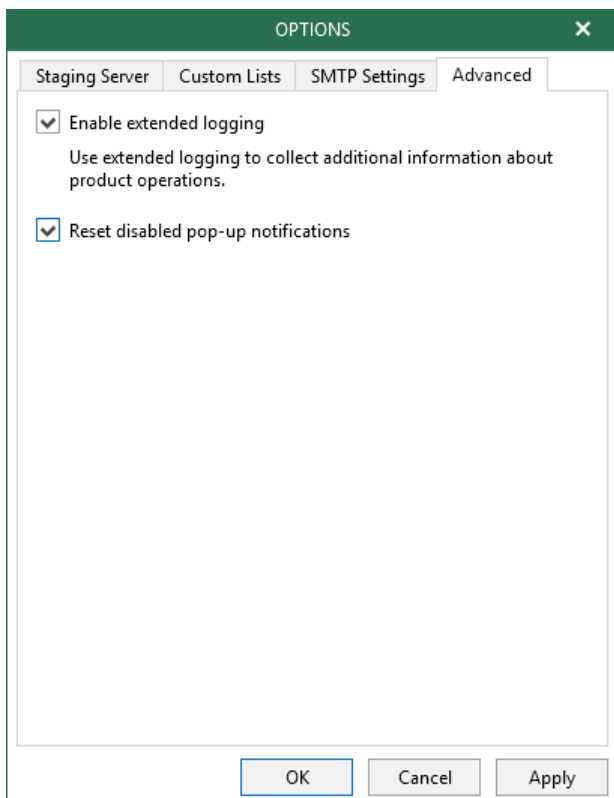 OPTIONS
Staging Server
Custom Lists
SMTP Settings
Advanced
Enable extended logging
Use extended logging to collect additional information about
product operations.
Reset disabled pop-up notifications
OK
Cancel
Apply